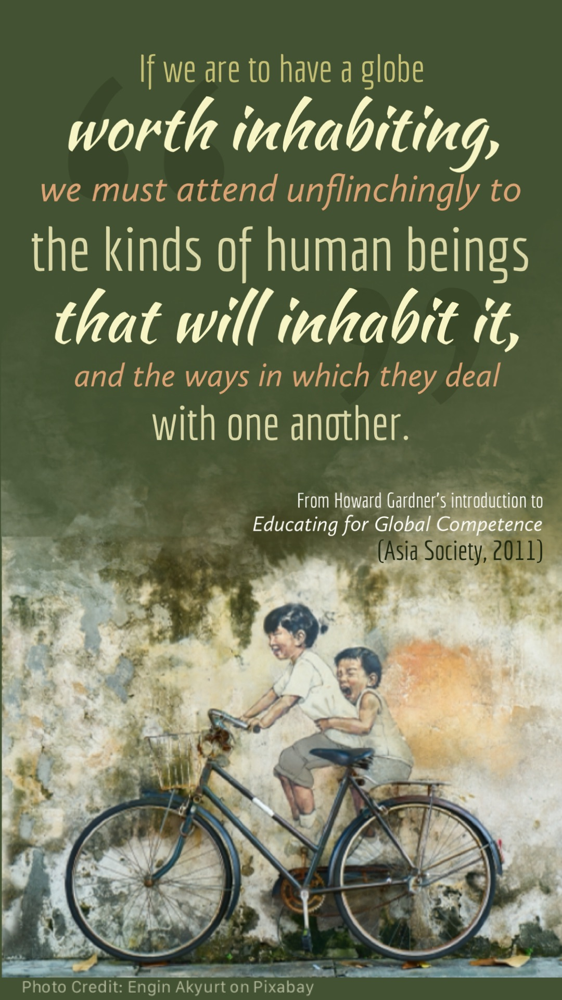 If we are to have a globe
worth inhabiting,
we must attend unflinchingly to
the kinds of human beings
that will inhabit it,
and the ways in which they deal
with one another.
From Howard Gardner's introduction to
Educating for Global Competence
(Asia Society, 2011)
Photo Credit: Engin Akyurt on Pixabay